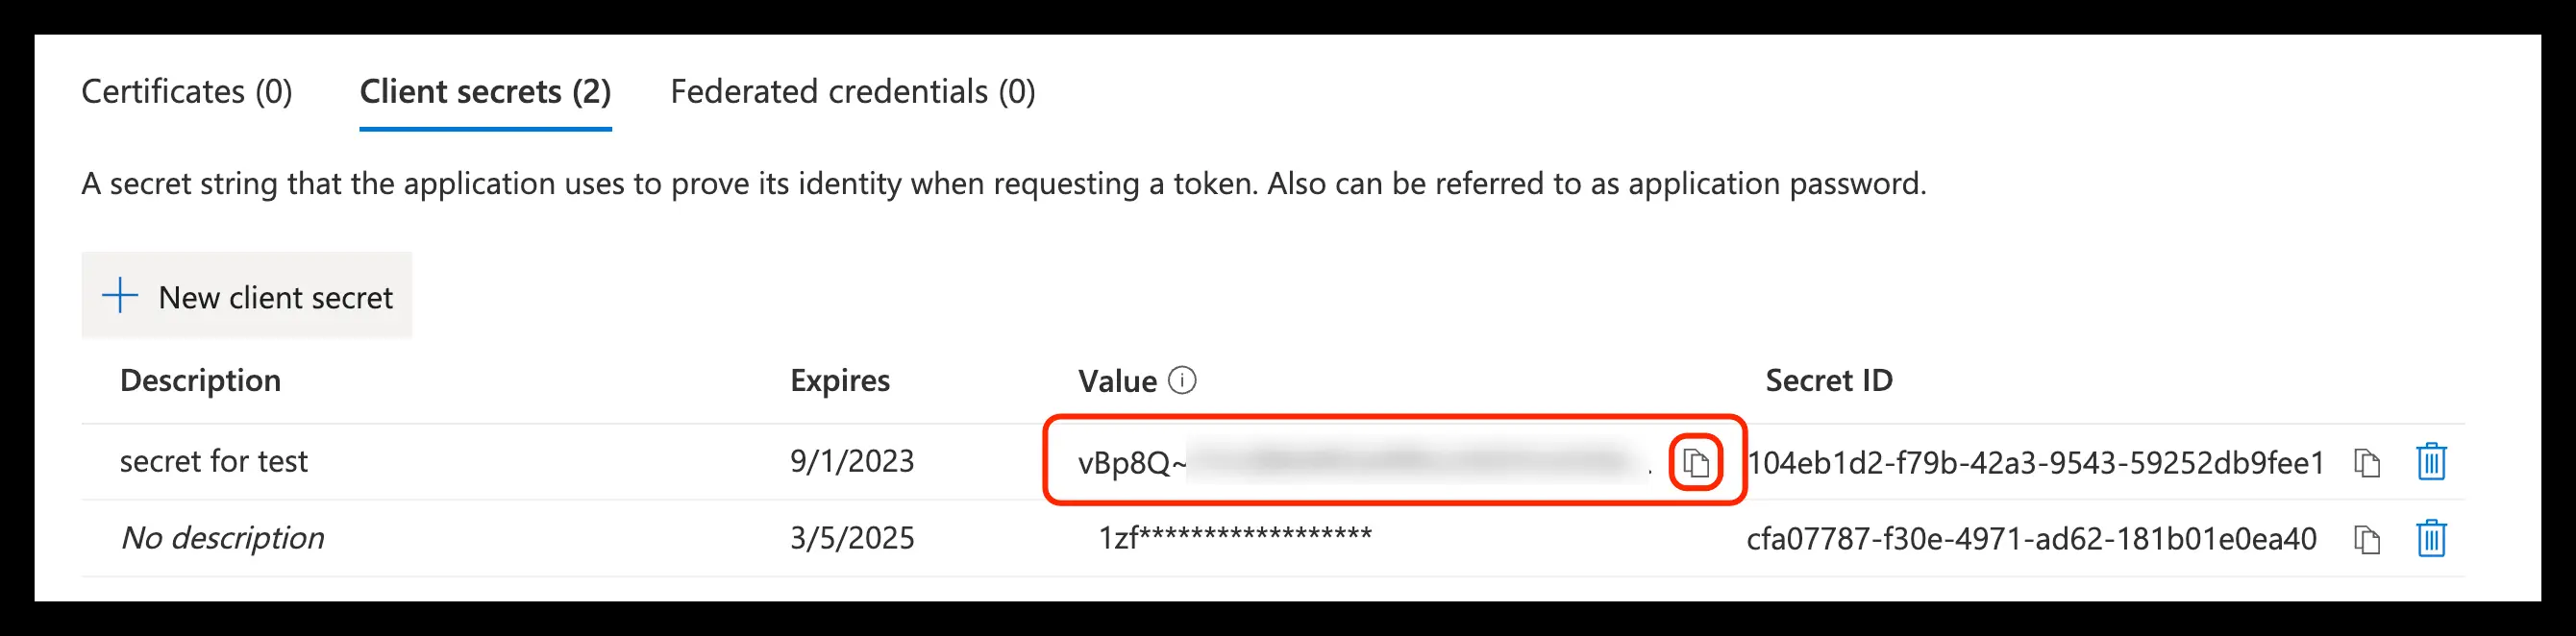 Certificates (0) Client secrets (2) Federated credentials (0)
A secret string that the application uses to prove its identity when requesting a token. Also can be referred to as application password.
New client secret
Description Expires Value Secret ID
secret for test 9/1/2023 vBp8Q~ . 104eb1d2-f79b-42a3-9543-59252db9fee1
No description 3/5/2025 1zf****************** cfa07787-f30e-4971-ad62-181b01e0ea40